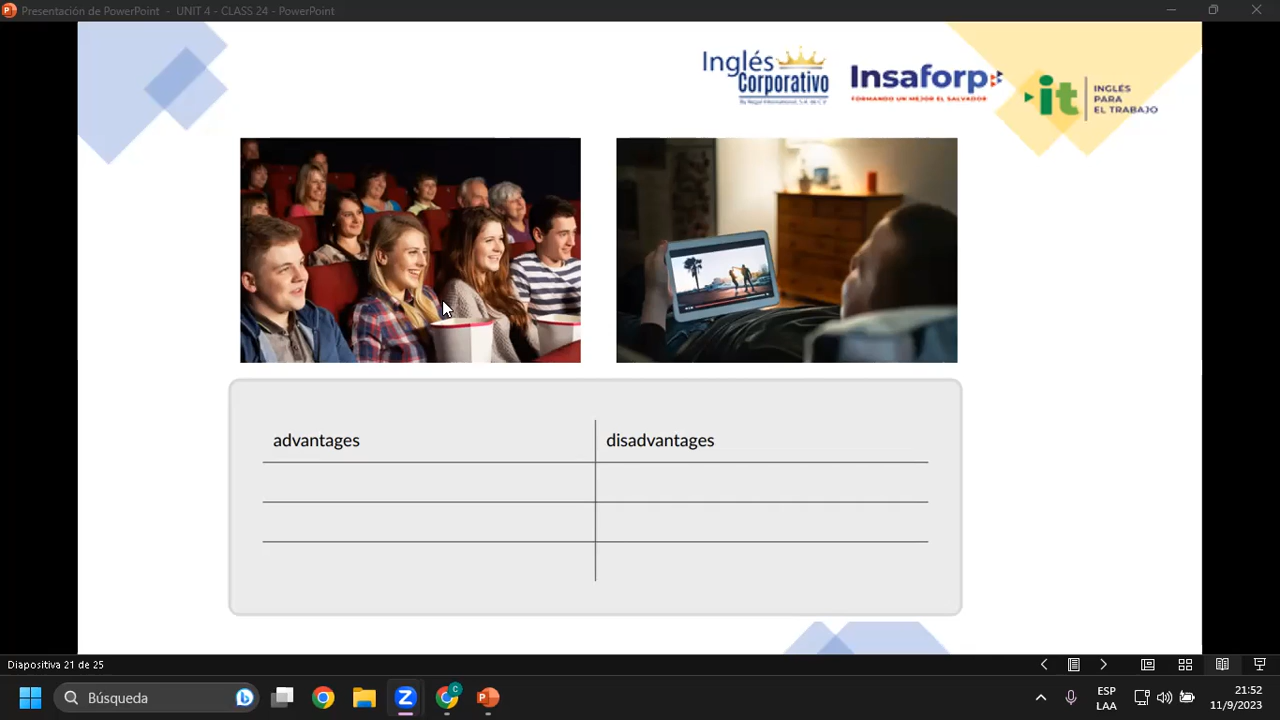 Presentación de PowerPoint - UNIT 4 - CLASS 24 - PowerPoint
Inglés
Corporativo
Insaforp
FORMANDO UN MEJOR EL SALVADOR
it
INGLÉS
PARA
EL TRABAJO
advantages
disadvantages
Diapositiva 21 de 25
Búsqueda
ESP
LAA
21:52
11/9/2023